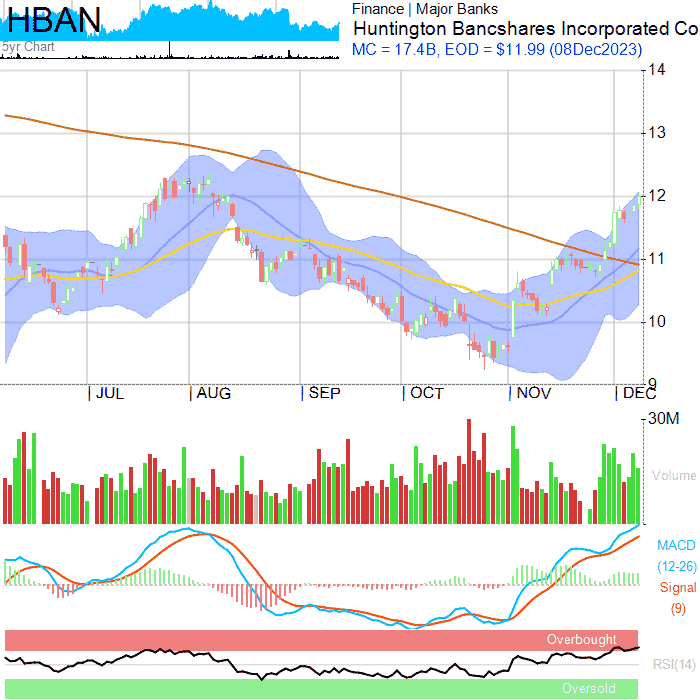 HBAN
5yr Chart
Finance | Major Banks
Huntington Bancshares Incorporated Co
MC = 17.4B, EOD = $11.99 (08Dec2023)
14
13
12
11
10
9
JUL
AUG
SEP
OCT
NOV
DEC
30M
Volume
MACD
(12-26)
Signal
(9)
Overbought
RSI(14)
Oversold